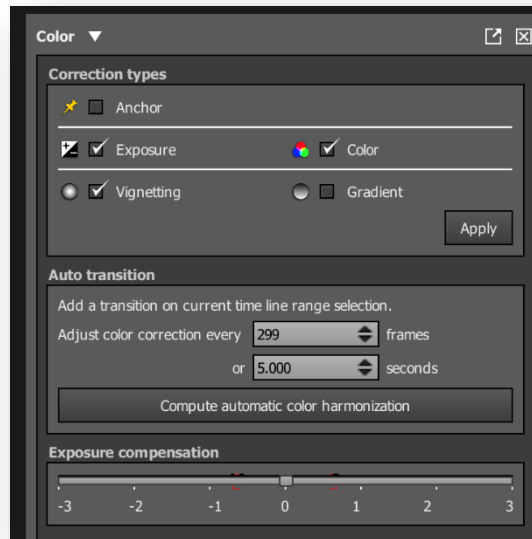 Color
Correction types
Anchor
Exposure Color
Vignetting Gradient
Apply
Auto transition
Add a transition on current time line range selection.
Adjust color correction every 299 frames
or 5.000 seconds
Compute automatic color harmonization
Exposure compensation
-3 -2 -1 0 1 2 3